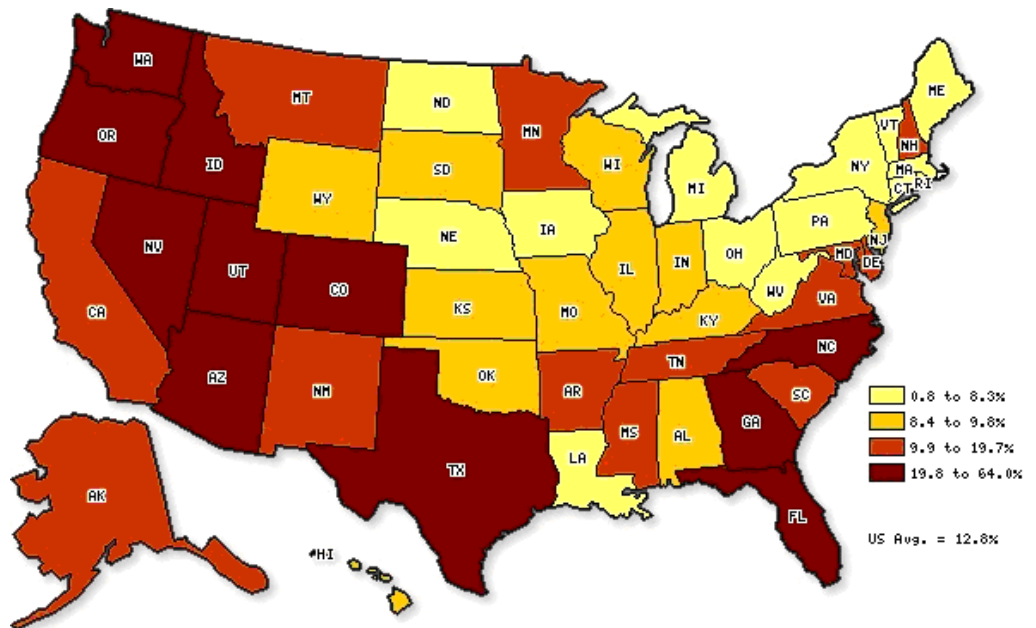 WA
MT
ND
MN
ME
VT
NH
OR
ID
WI
NY
MA
CT
RI
SD
MI
WY
PA
NE
IA
NJ
NV
OH
MD
DE
UT
IL
IN
CO
WV
VA
CA
KS
MO
KY
NC
TN
AZ
OK
NM
AR
SC
GA
MS
AL
LA
TX
AK
FL
HI
0.8 to 8.3%
8.4 to 9.8%
9.9 to 19.7%
19.8 to 64.0%
US Avg. = 12.8%